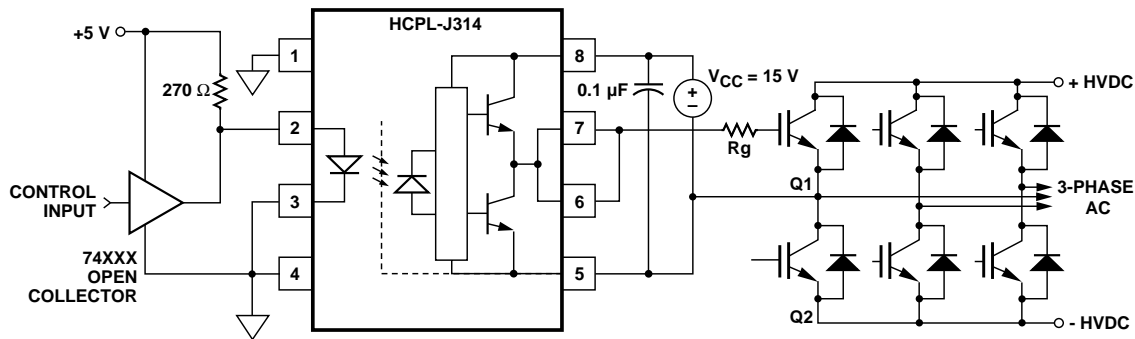 HCPL-J314
+5 V
270 Ω
1
2
3
4
8
7
6
5
0.1 µF
VCC = 15 V
+
–
Rg
+ HVDC
Q1
3-PHASE
AC
Q2
- HVDC
CONTROL
INPUT
74XXX
OPEN
COLLECTOR